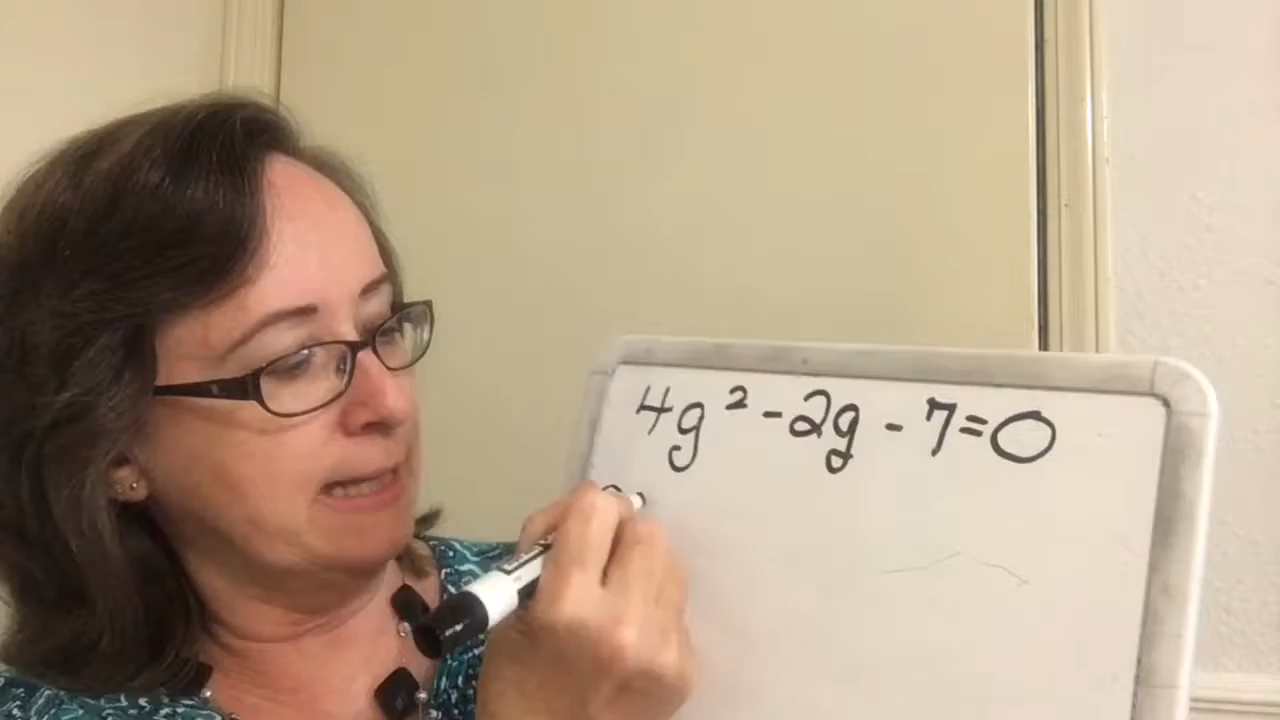 4g² - 2g - 7 = 0